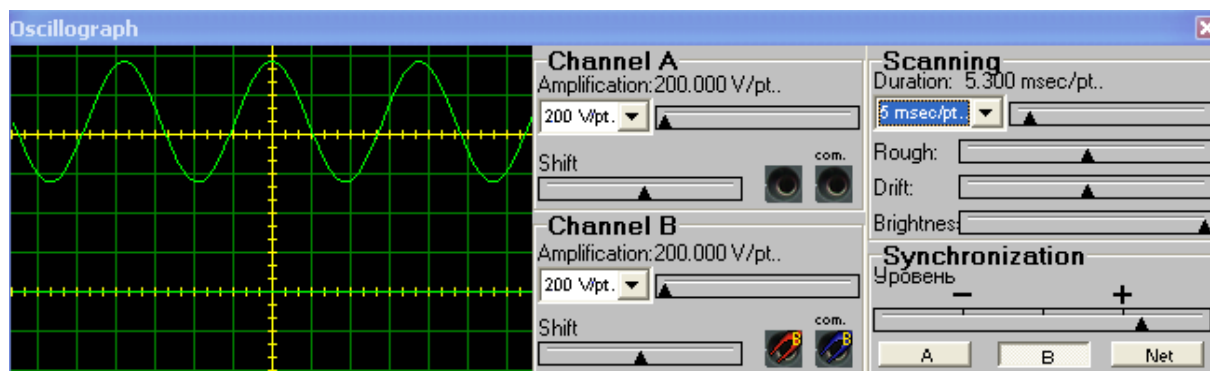 Oscillograph
Channel A
Amplification:200.000 V/pt..
200 V/pt.
Shift
com.
Channel B
Amplification:200.000 V/pt..
200 V/pt.
Shift
com.
B
B
Scanning
Duration: 5.300 msec/pt..
5 msec/pt..
Rough:
Drift:
Brightnes
Synchronization
Уровень
− +
A B Net